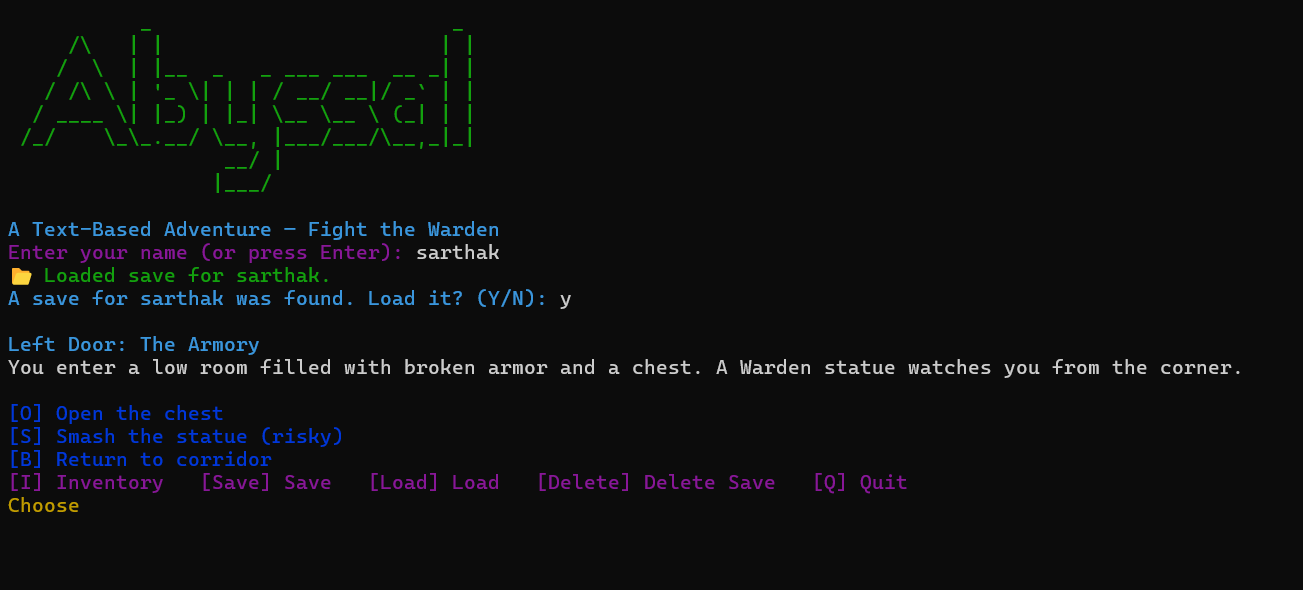 Abyssal
A Text-Based Adventure — Fight the Warden
Enter your name (or press Enter): sarthak
📂 Loaded save for sarthak.
A save for sarthak was found. Load it? (Y/N): y
Left Door: The Armory
You enter a low room filled with broken armor and a chest. A Warden statue watches you from the corner.
[O] Open the chest
[S] Smash the statue (risky)
[B] Return to corridor
[I] Inventory   [Save] Save   [Load] Load   [Delete] Delete Save   [Q] Quit
Choose